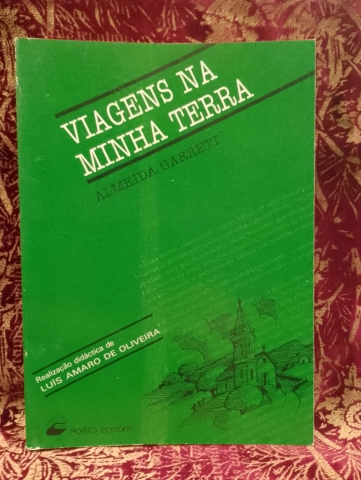 VIAGENS NA
MINHA TERRA
ALMEIDA GARRETT
Realização didáctica de
LUÍS AMARO DE OLIVEIRA
PORTO EDITORA